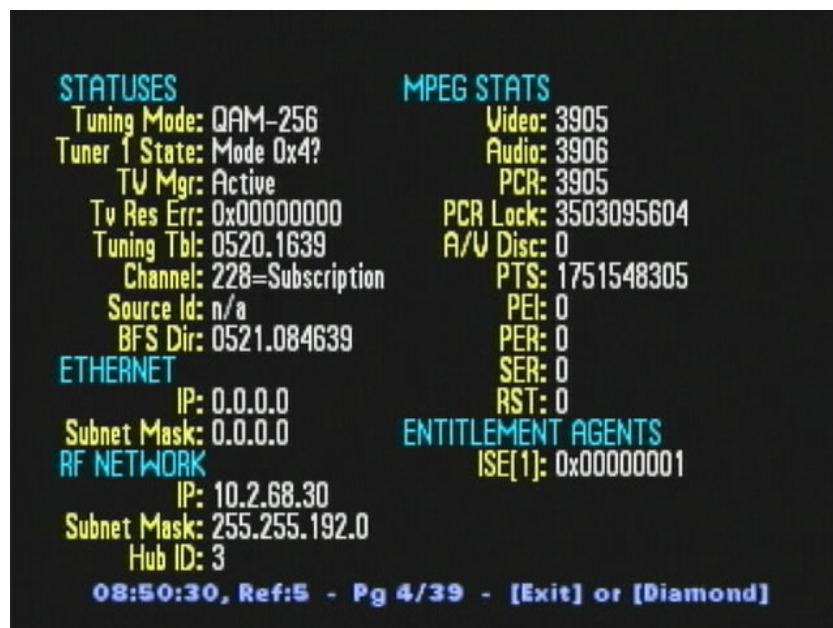 STATUSES
Tuning Mode: QAM-256
Tuner 1 State: Mode 0x4?
TV Mgr: Active
Tv Res Err: 0x00000000
Tuning Tbl: 0520.1639
Channel: 228=Subscription
Source Id: n/a
BFS Dir: 0521.084639
ETHERNET
IP: 0.0.0.0
Subnet Mask: 0.0.0.0
RF NETWORK
IP: 10.2.68.30
Subnet Mask: 255.255.192.0
Hub ID: 3
MPEG STATS
Video: 3905
Audio: 3906
PCR: 3905
PCR Lock: 3503095604
A/V Disc: 0
PTS: 1751548305
PEI: 0
PER: 0
SER: 0
RST: 0
ENTITLEMENT AGENTS
ISE[1]: 0x00000001
08:50:30, Ref:5 - Pg 4/39 - [Exit] or [Diamond]